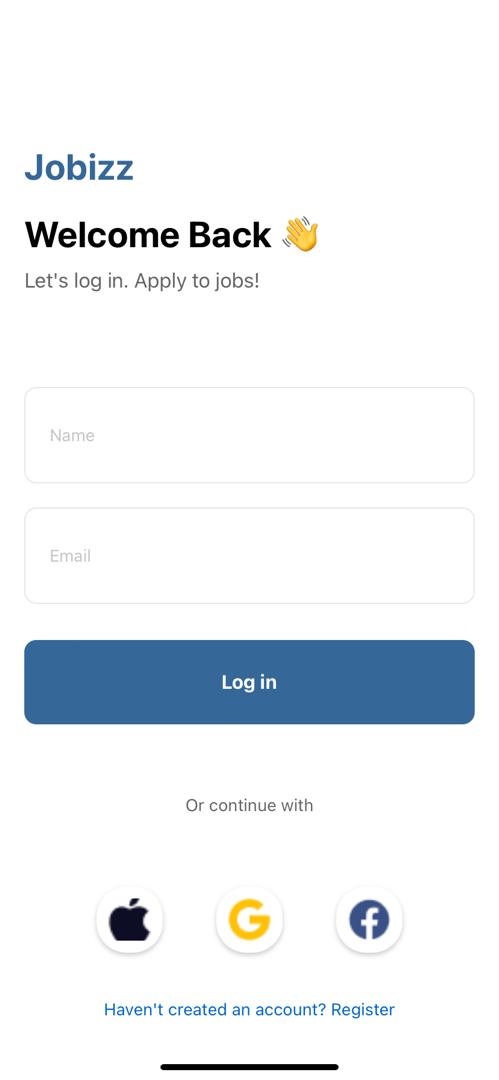 Jobizz
Welcome Back 👋
Let's log in. Apply to jobs!
Name
Email
Log in
Or continue with
Haven't created an account? Register